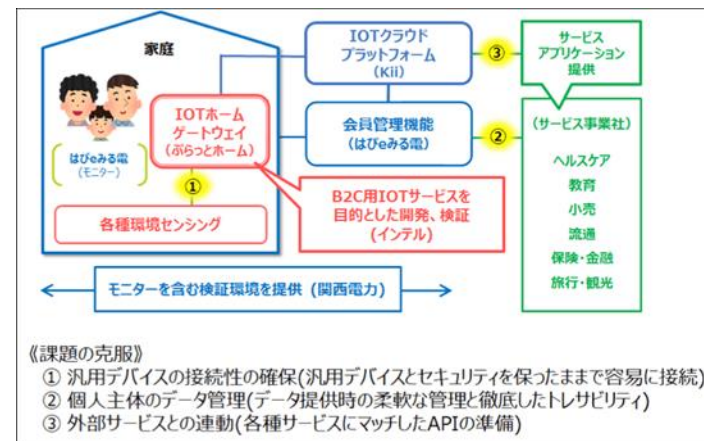 家庭
はぴeみる電
(モニター)
IOTホーム
ゲートウェイ
(ぷらっとホーム)
①
各種環境センシング
IOTクラウド
プラットフォーム
(Kii)
③
サービス
アプリケーション
提供
会員管理機能
(はぴeみる電)
②
(サービス事業社)
ヘルスケア
教育
小売
流通
保険・金融
旅行・観光
B2C用IOTサービスを
目的とした開発、検証
(インテル)
モニターを含む検証環境を提供 (関西電力)
《課題の克服》
① 汎用デバイスの接続性の確保(汎用デバイスとセキュリティを保ったままで容易に接続)
② 個人主体のデータ管理(データ提供時の柔軟な管理と徹底したトレサビリティ)
③ 外部サービスとの連動(各種サービスにマッチしたAPIの準備)